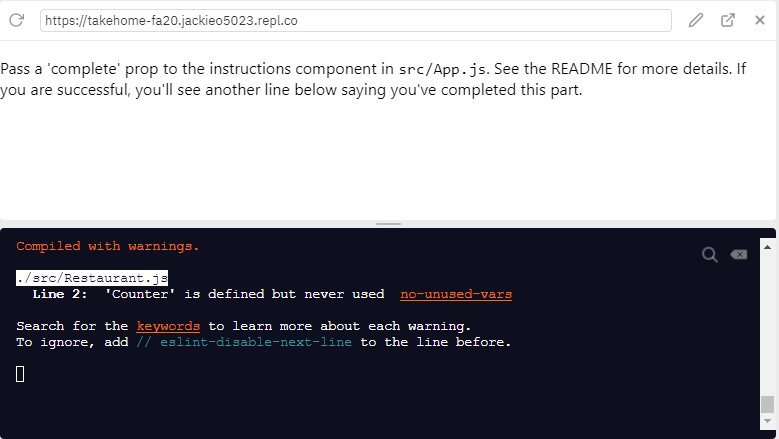 https://takehome-fa20.jackieo5023.repl.co
Pass a 'complete' prop to the instructions component in src/App.js. See the README for more details. If
you are successful, you'll see another line below saying you've completed this part.
Compiled with warnings.
./src/Restaurant.js
Line 2: 'Counter' is defined but never used no-unused-vars
Search for the keywords to learn more about each warning.
To ignore, add // eslint-disable-next-line to the line before.